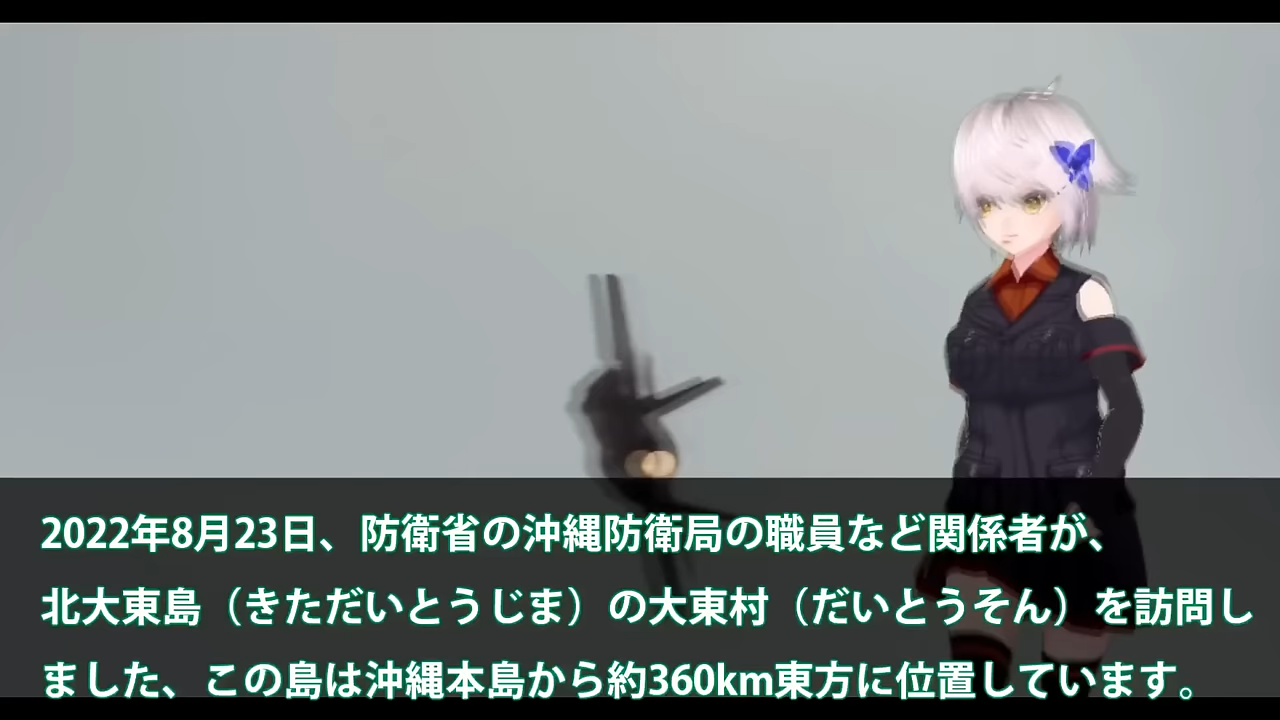 2022年8月23日、防衛省の沖縄防衛局の職員など関係者が、
北大東島（きただいとうじま）の大東村（だいとうそん）を訪問し
ました、この島は沖縄本島から約360km東方に位置しています。